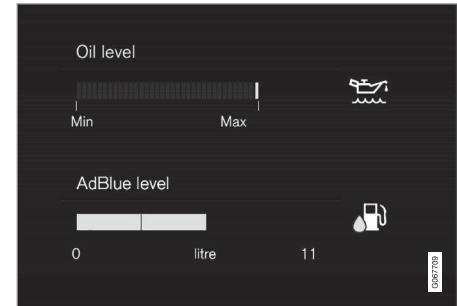 Oil level
Min Max
AdBlue level
0 litre 11
G067709